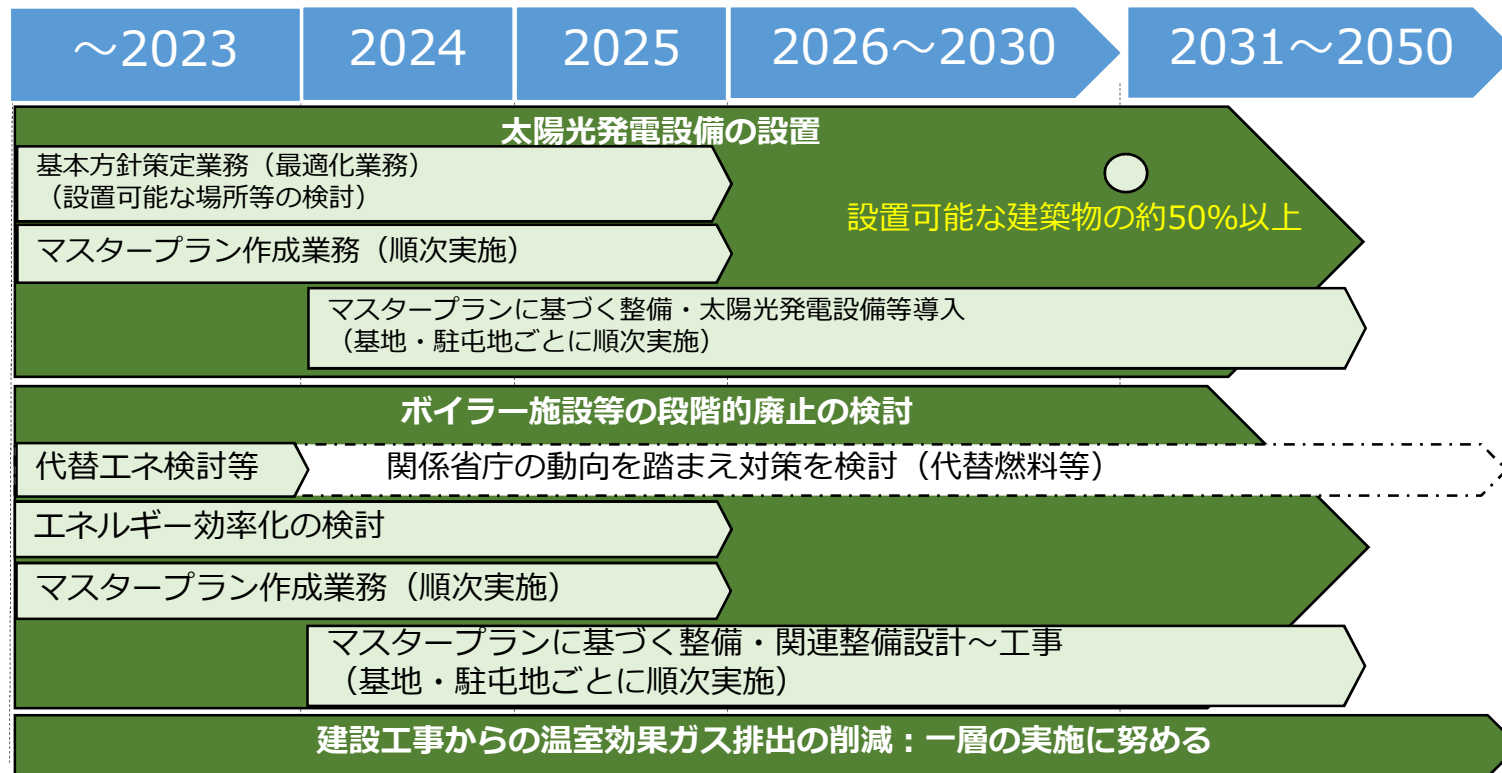 ～2023
2024
2025
2026～2030
2031～2050
太陽光発電設備の設置
基本方針策定業務（最適化業務）
（設置可能な場所等の検討）
設置可能な建築物の約50%以上
マスタープラン作成業務（順次実施）
マスタープランに基づく整備・太陽光発電設備等導入
（基地・駐屯地ごとに順次実施）
ボイラー施設等の段階的廃止の検討
代替エネ検討等
関係省庁の動向を踏まえ対策を検討（代替燃料等）
エネルギー効率化の検討
マスタープラン作成業務（順次実施）
マスタープランに基づく整備・関連整備設計～工事
（基地・駐屯地ごとに順次実施）
建設工事からの温室効果ガス排出の削減：一層の実施に努める